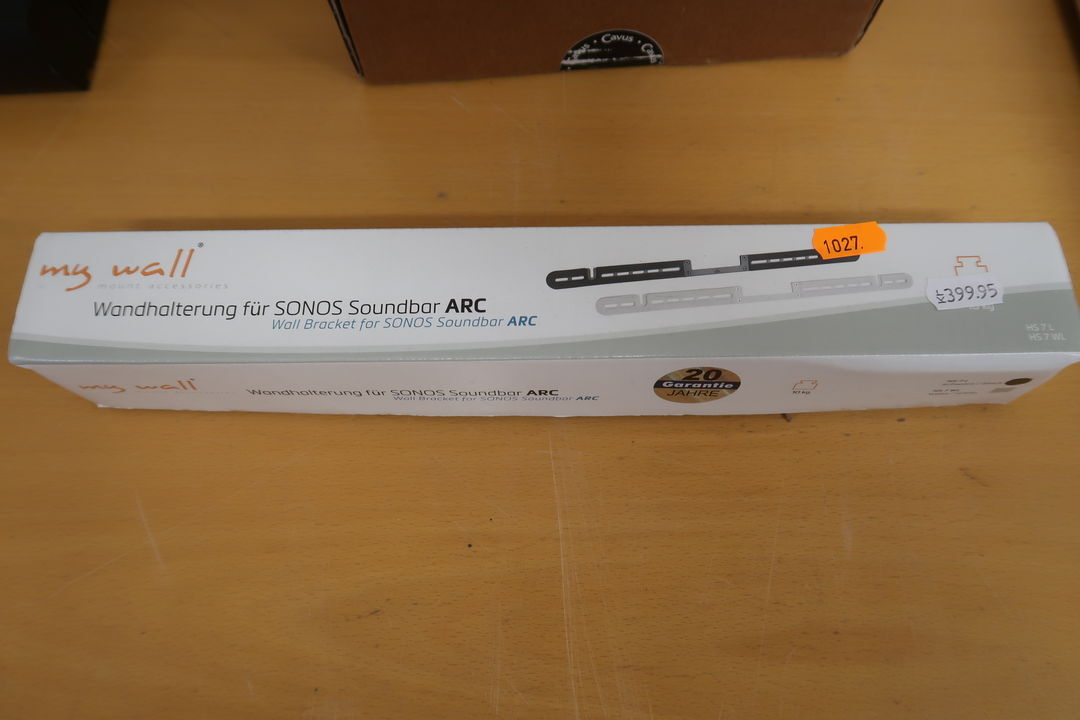 · Cavus ·
my wall®
mount accessories
Wandhalterung für SONOS Soundbar ARC
Wall Bracket for SONOS Soundbar ARC
1027.
399.95
HS 7 L
HS 7 WL
my wall
Wandhalterung für SONOS Soundbar ARC
Wall Bracket for SONOS Soundbar ARC
20
Garantie
JAHRE
10 kg